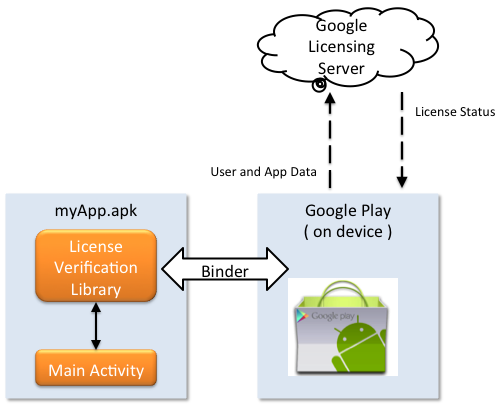 Google
Licensing
Server
License Status
User and App Data
myApp.apk
License
Verification
Library
Main Activity
Binder
Google Play
( on device )
Google play